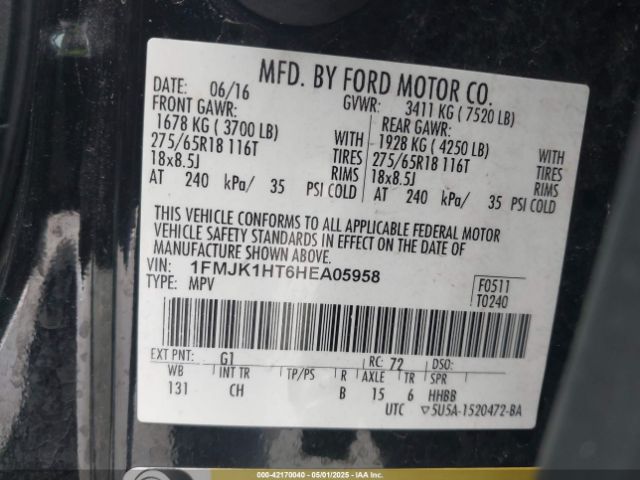 MFD. BY FORD MOTOR CO.
DATE: 06/16 GVWR: 3411 KG ( 7520 LB)
FRONT GAWR: REAR GAWR:
1678 KG ( 3700 LB) WITH 1928 KG ( 4250 LB) WITH
275/65R18 116T TIRES 275/65R18 116T TIRES
18x8.5J RIMS 18x8.5J RIMS
AT 240 kPa/ 35 PSI COLD AT 240 kPa/ 35 PSI COLD
THIS VEHICLE CONFORMS TO ALL APPLICABLE FEDERAL MOTOR
VEHICLE SAFETY STANDARDS IN EFFECT ON THE DATE OF
MANUFACTURE SHOWN ABOVE.
VIN: 1FMJK1HT6HEA05958 F0511
TYPE: MPV T0240
EXT PNT: G1 RC: 72 DSO:
WB INT TR TP/PS R AXLE TR SPR
131 CH B 15 6 HHBB
UTC ▽5U5A-1520472-BA
000-42170040 - 05/01/2025 - IAAI.COM